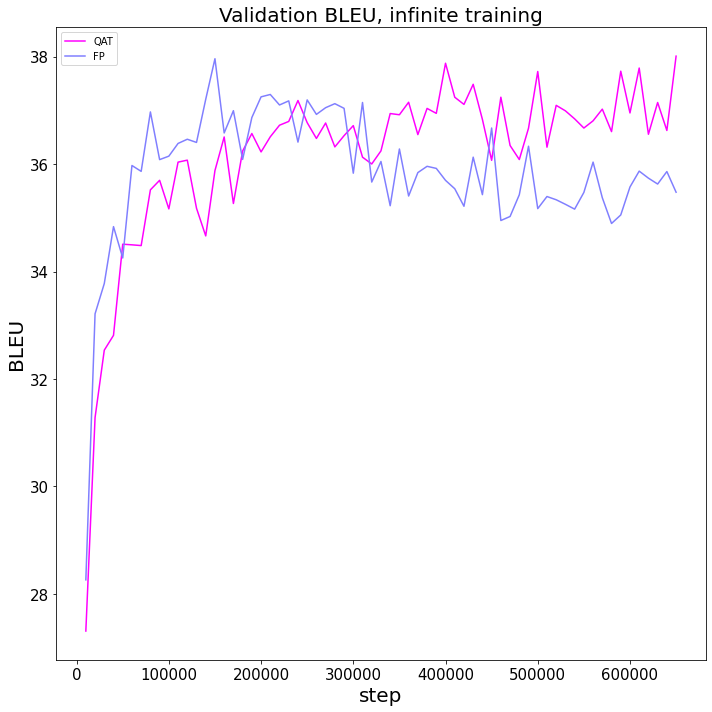 Validation BLEU, infinite training
QAT
FP
BLEU
38
36
34
32
30
28
0
100000
200000
300000
400000
500000
600000
step